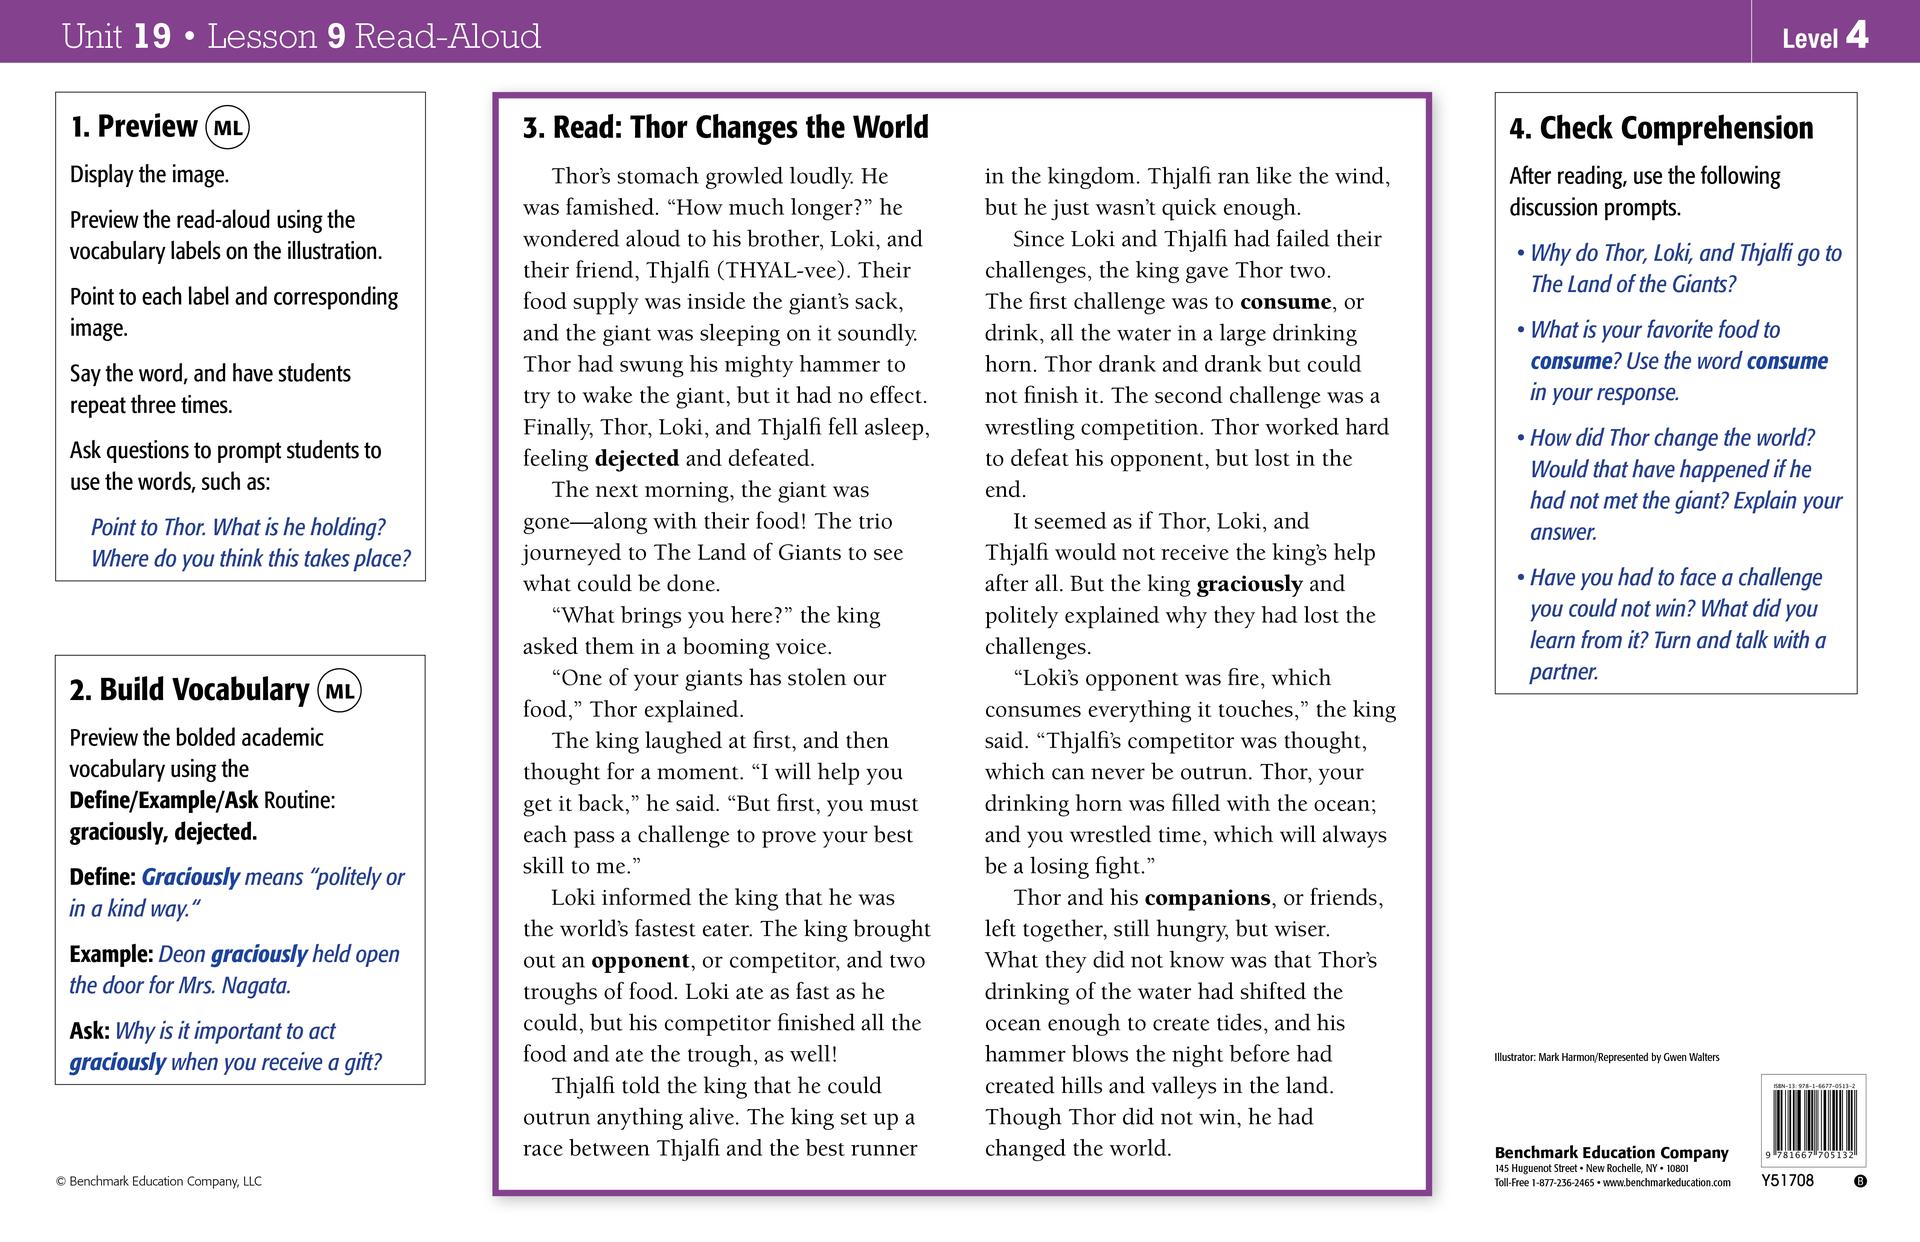 Unit 19 • Lesson 9 Read-Aloud
Level 4
1. Preview ML
Display the image.
Preview the read-aloud using the
vocabulary labels on the illustration.
Point to each label and corresponding
image.
Say the word, and have students
repeat three times.
Ask questions to prompt students to
use the words, such as:
Point to Thor. What is he holding?
Where do you think this takes place?
2. Build Vocabulary ML
Preview the bolded academic
vocabulary using the
Define/Example/Ask Routine:
graciously, dejected.
Define: Graciously means “politely or
in a kind way.“
Example: Deon graciously held open
the door for Mrs. Nagata.
Ask: Why is it important to act
graciously when you receive a gift?
© Benchmark Education Company, LLC
3. Read: Thor Changes the World
Thor’s stomach growled loudly. He
was famished. “How much longer?” he
wondered aloud to his brother, Loki, and
their friend, Thjalfi (THYAL-vee). Their
food supply was inside the giant’s sack,
and the giant was sleeping on it soundly.
Thor had swung his mighty hammer to
try to wake the giant, but it had no effect.
Finally, Thor, Loki, and Thjalfi fell asleep,
feeling dejected and defeated.
The next morning, the giant was
gone—along with their food! The trio
journeyed to The Land of Giants to see
what could be done.
“What brings you here?” the king
asked them in a booming voice.
“One of your giants has stolen our
food,” Thor explained.
The king laughed at first, and then
thought for a moment. “I will help you
get it back,” he said. “But first, you must
each pass a challenge to prove your best
skill to me.”
Loki informed the king that he was
the world’s fastest eater. The king brought
out an opponent, or competitor, and two
troughs of food. Loki ate as fast as he
could, but his competitor finished all the
food and ate the trough, as well!
Thjalfi told the king that he could
outrun anything alive. The king set up a
race between Thjalfi and the best runner
in the kingdom. Thjalfi ran like the wind,
but he just wasn’t quick enough.
Since Loki and Thjalfi had failed their
challenges, the king gave Thor two.
The first challenge was to consume, or
drink, all the water in a large drinking
horn. Thor drank and drank but could
not finish it. The second challenge was a
wrestling competition. Thor worked hard
to defeat his opponent, but lost in the
end.
It seemed as if Thor, Loki, and
Thjalfi would not receive the king’s help
after all. But the king graciously and
politely explained why they had lost the
challenges.
“Loki’s opponent was fire, which
consumes everything it touches,” the king
said. “Thjalfi’s competitor was thought,
which can never be outrun. Thor, your
drinking horn was filled with the ocean;
and you wrestled time, which will always
be a losing fight.”
Thor and his companions, or friends,
left together, still hungry, but wiser.
What they did not know was that Thor’s
drinking of the water had shifted the
ocean enough to create tides, and his
hammer blows the night before had
created hills and valleys in the land.
Though Thor did not win, he had
changed the world.
4. Check Comprehension
After reading, use the following
discussion prompts.
• Why do Thor, Loki, and Thjalfi go to
The Land of the Giants?
• What is your favorite food to
consume? Use the word consume
in your response.
• How did Thor change the world?
Would that have happened if he
had not met the giant? Explain your
answer.
• Have you had to face a challenge
you could not win? What did you
learn from it? Turn and talk with a
partner.
Illustrator: Mark Harmon/Represented by Gwen Walters
Benchmark Education Company
145 Huguenot Street • New Rochelle, NY • 10801
Toll-Free 1-877-236-2465 • www.benchmarkeducation.com
ISBN-13: 978-1-6677-0513-2
9 781667 705132
Y51708
B